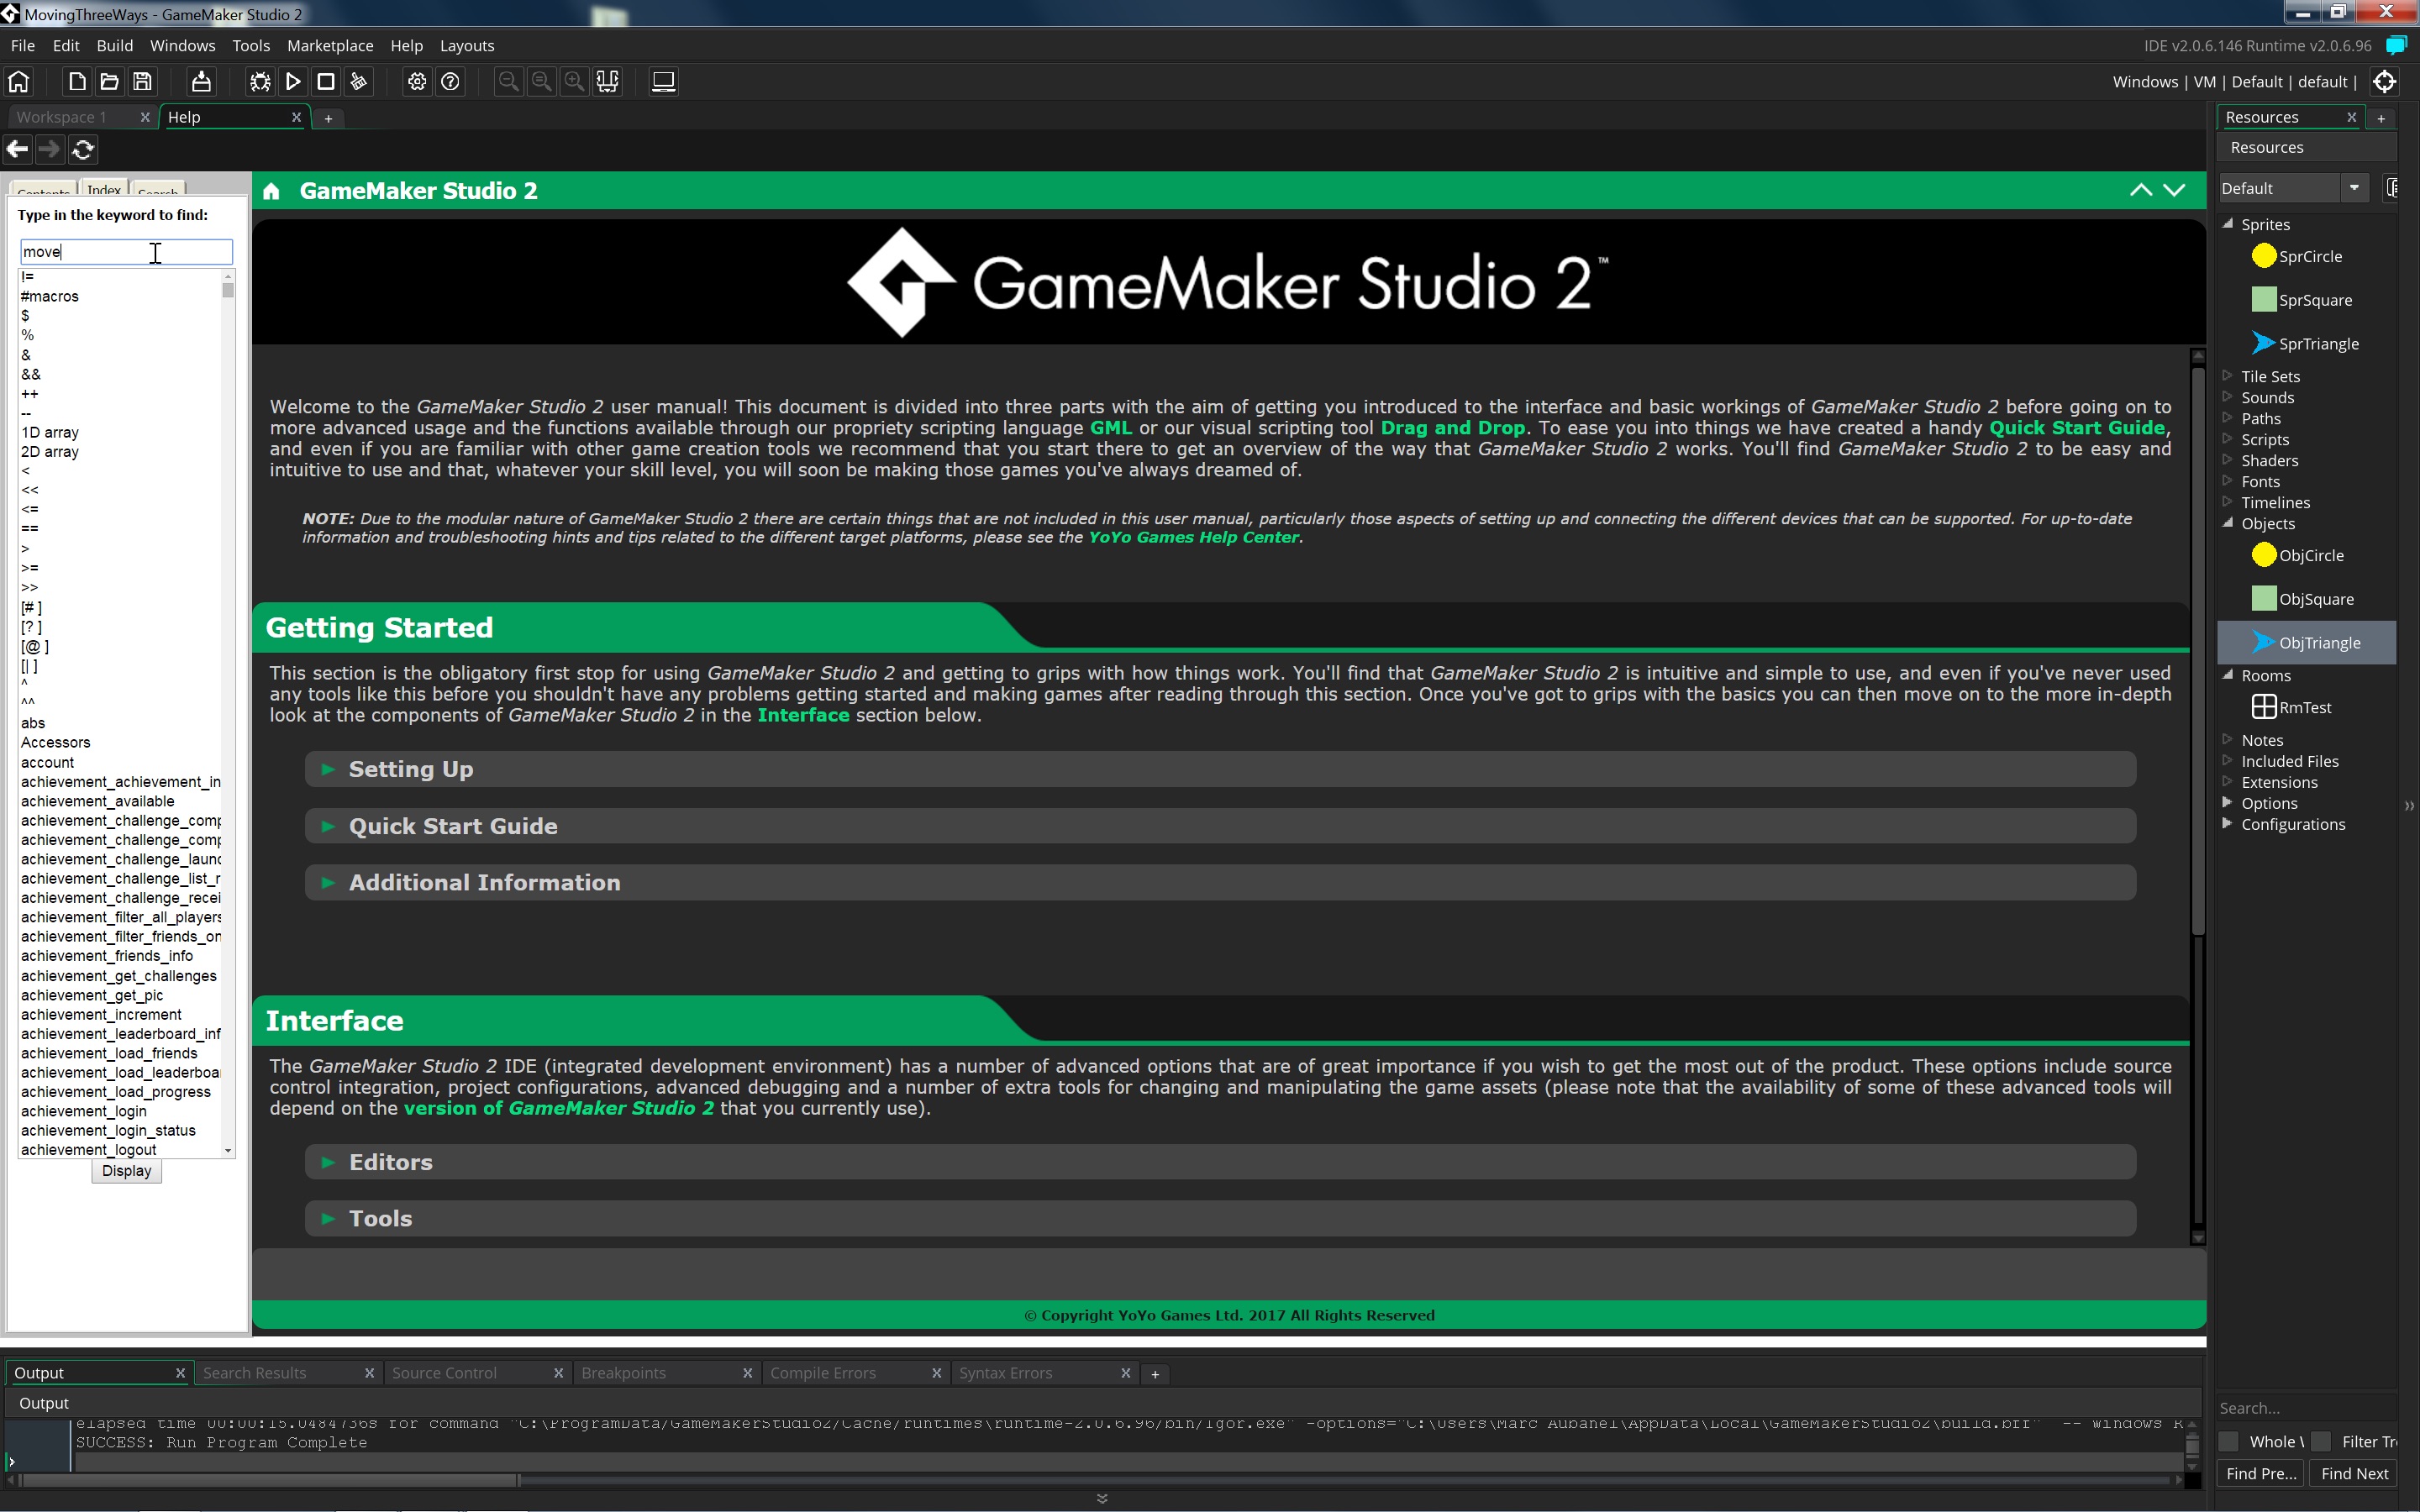 MovingThreeWays - GameMaker Studio 2
File Edit Build Windows Tools Marketplace Help Layouts
IDE v2.0.6.146 Runtime v2.0.6.96
Windows | VM | Default | default |
Workspace 1 X Help X +
Contents Index Search
Type in the keyword to find:
move
!=
#macros
$
%
&
&&
++
--
1D array
2D array
<
<<
<=
==
>
>=
>>
[# ]
[? ]
[@ ]
[| ]
^
^^
abs
Accessors
account
achievement_achievement_in
achievement_available
achievement_challenge_comp
achievement_challenge_comp
achievement_challenge_laun
achievement_challenge_list_r
achievement_challenge_recei
achievement_filter_all_players
achievement_filter_friends_on
achievement_friends_info
achievement_get_challenges
achievement_get_pic
achievement_increment
achievement_leaderboard_inf
achievement_load_friends
achievement_load_leaderboa
achievement_load_progress
achievement_login
achievement_login_status
achievement_logout
Display
GameMaker Studio 2
GameMaker Studio 2™
Welcome to the GameMaker Studio 2 user manual! This document is divided into three parts with the aim of getting you introduced to the interface and basic workings of GameMaker Studio 2 before going on to
more advanced usage and the functions available through our propriety scripting language GML or our visual scripting tool Drag and Drop. To ease you into things we have created a handy Quick Start Guide,
and even if you are familiar with other game creation tools we recommend that you start there to get an overview of the way that GameMaker Studio 2 works. You'll find GameMaker Studio 2 to be easy and
intuitive to use and that, whatever your skill level, you will soon be making those games you've always dreamed of.
NOTE: Due to the modular nature of GameMaker Studio 2 there are certain things that are not included in this user manual, particularly those aspects of setting up and connecting the different devices that can be supported. For up-to-date
information and troubleshooting hints and tips related to the different target platforms, please see the YoYo Games Help Center.
Getting Started
This section is the obligatory first stop for using GameMaker Studio 2 and getting to grips with how things work. You'll find that GameMaker Studio 2 is intuitive and simple to use, and even if you've never used
any tools like this before you shouldn't have any problems getting started and making games after reading through this section. Once you've got to grips with the basics you can then move on to the more in-depth
look at the components of GameMaker Studio 2 in the Interface section below.
Setting Up
Quick Start Guide
Additional Information
Interface
The GameMaker Studio 2 IDE (integrated development environment) has a number of advanced options that are of great importance if you wish to get the most out of the product. These options include source
control integration, project configurations, advanced debugging and a number of extra tools for changing and manipulating the game assets (please note that the availability of some of these advanced tools will
depend on the version of GameMaker Studio 2 that you currently use).
Editors
Tools
© Copyright YoYo Games Ltd. 2017 All Rights Reserved
Resources X +
Resources
Default
Sprites
SprCircle
SprSquare
SprTriangle
Tile Sets
Sounds
Paths
Scripts
Shaders
Fonts
Timelines
Objects
ObjCircle
ObjSquare
ObjTriangle
Rooms
RmTest
Notes
Included Files
Extensions
Options
Configurations
Search...
Whole \ Filter Tr
Find Pre... Find Next
Output X Search Results X Source Control X Breakpoints X Compile Errors X Syntax Errors X +
Output
elapsed time 00:00:15.0484736s for command "C:\ProgramData/GameMakerStudio2/Cache/runtimes\runtime-2.0.6.96/bin/Igor.exe" -options="C:\Users\Marc Aubanel\AppData\Local\GameMakerStudio2\build.bff" -- Windows R
SUCCESS: Run Program Complete